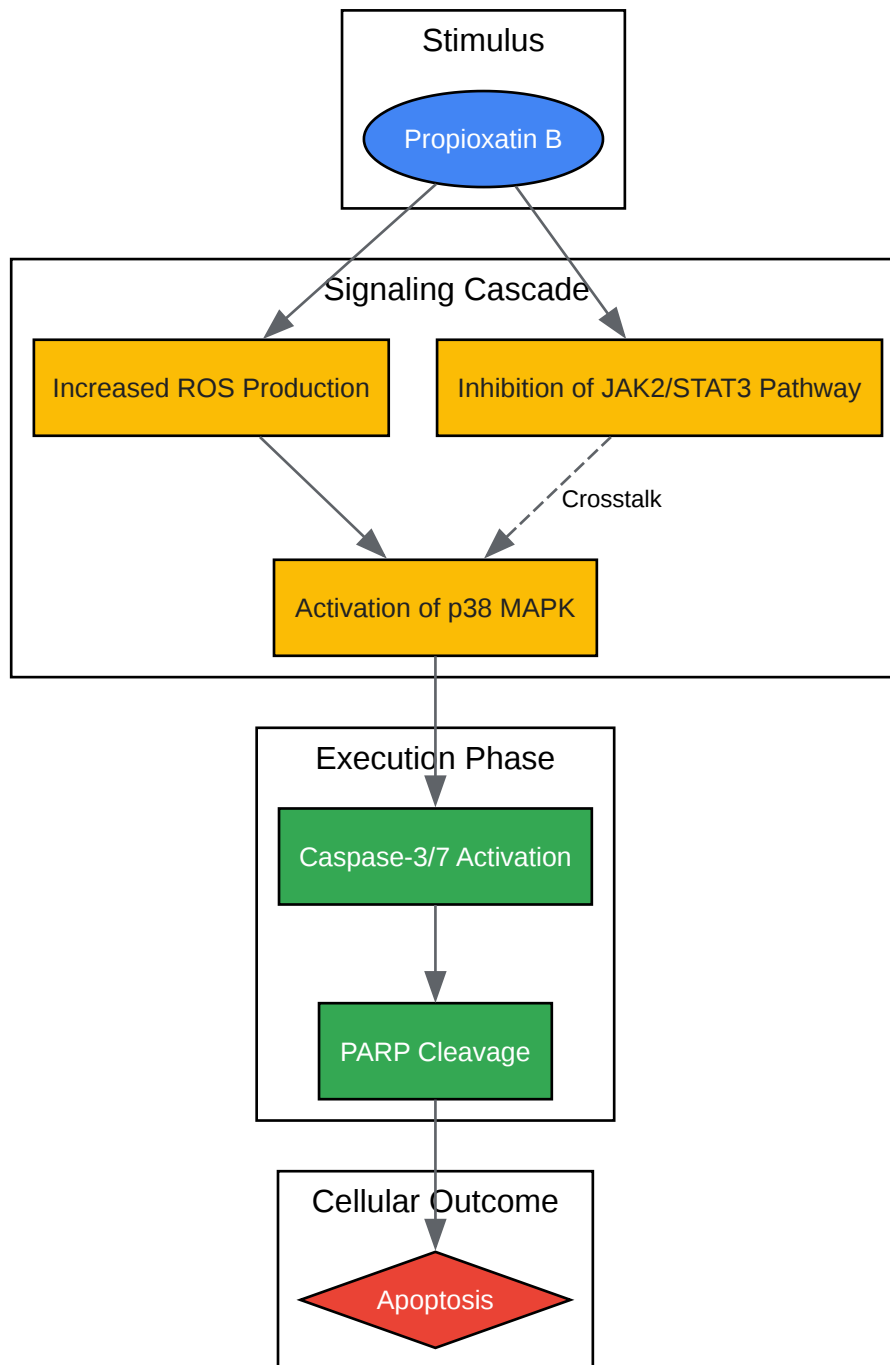 Stimulus
Propioxatin B
Signaling Cascade
Increased ROS Production
Inhibition of JAK2/STAT3 Pathway
Crosstalk
Activation of p38 MAPK
Execution Phase
Caspase-3/7 Activation
PARP Cleavage
Cellular Outcome
Apoptosis